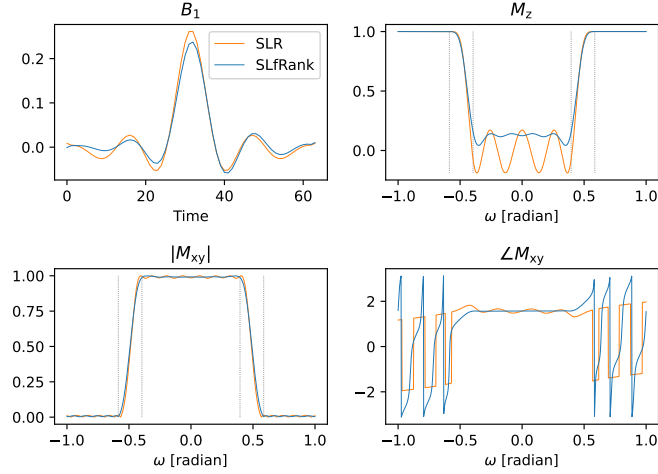 B₁
0.2
0.1
0.0
SLR
SLfRank
0 20 40 60
Time
M_z
1.0
0.5
0.0
−1.0 −0.5 0.0 0.5 1.0
ω [radian]
|M_xy|
1.00
0.75
0.50
0.25
0.00
−1.0 −0.5 0.0 0.5 1.0
ω [radian]
∠M_xy
2
0
−2
−1.0 −0.5 0.0 0.5 1.0
ω [radian]